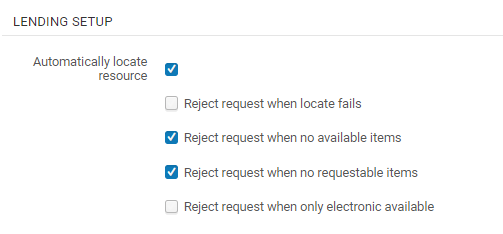 LENDING SETUP
Automatically locate
resource
Reject request when locate fails
Reject request when no available items
Reject request when no requestable items
Reject request when only electronic available